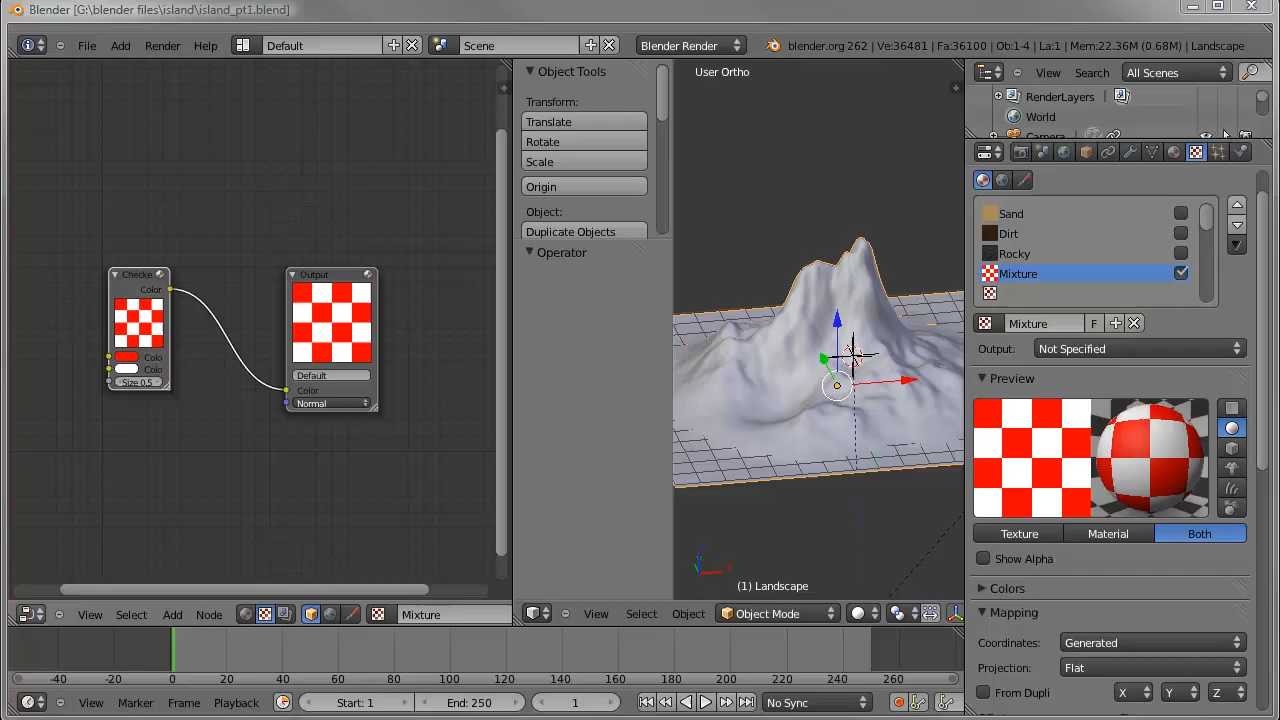 Blender [G:\blender files\island\island_pt1.blend]
File Add Render Help Default Scene Blender Render blender.org 262 | Ve:36481 | Fa:36100 | Ob:1-4 | La:1 | Mem:22.36M (0.68M) | Landscape
Object Tools
Transform:
Translate
Rotate
Scale
Origin
Object:
Duplicate Objects
Operator
User Ortho
(1) Landscape
View Search All Scenes
RenderLayers
World
Camera
Sand
Dirt
Rocky
Mixture
Mixture F
Output: Not Specified
Preview
Texture Material Both
Show Alpha
Colors
Mapping
Coordinates: Generated
Projection: Flat
From Dupli X Y Z
Checke
Color
Colo
Colo
Size 0.5
Output
Default
Color
Normal
View Select Add Node Mixture
View Select Object Object Mode
-40 -20 0 20 40 60 80 100 120 140 160 180 200 220 240 260
View Marker Frame Playback Start: 1 End: 250 1 No Sync